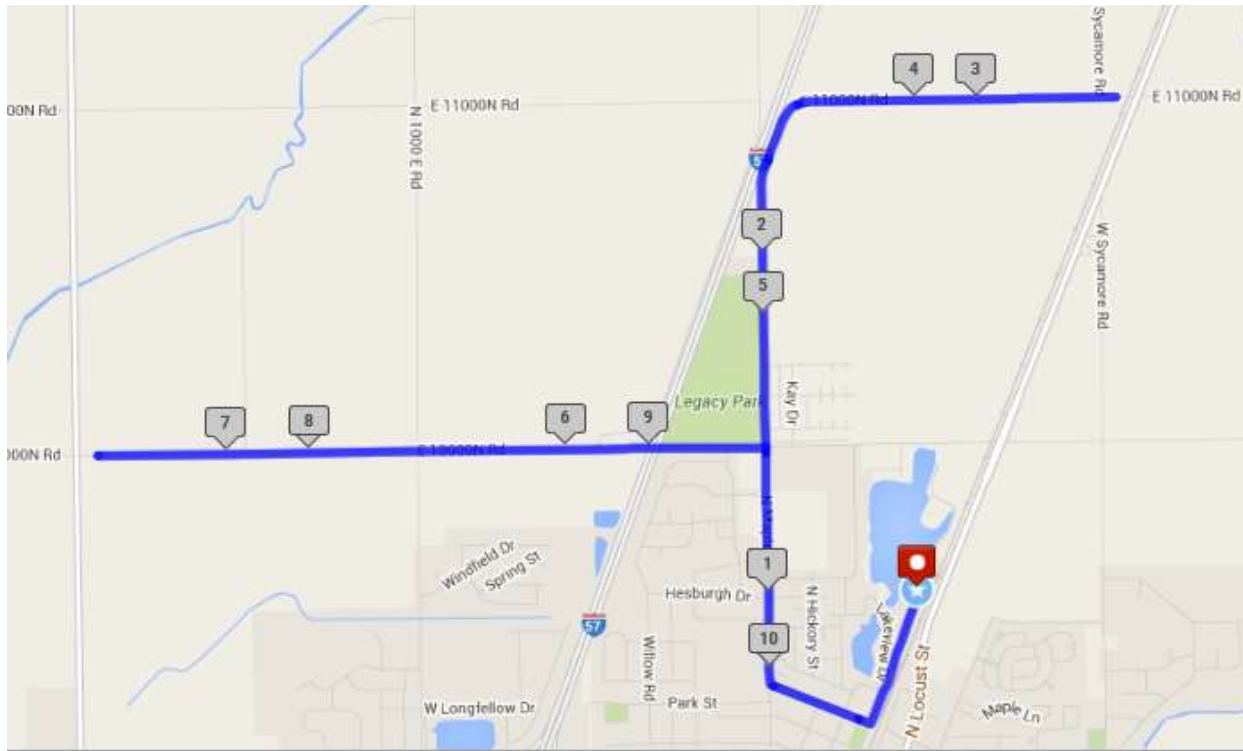 Sycamore Rd
4
3
00N Rd
E 11000N Rd
E 11000N Rd
E 11000N Rd
N 1000 E Rd
2
W Sycamore Rd
5
Kay Dr
Legacy Park
7
8
6
9
000N Rd
E 10000N Rd
N Maple
1
Windfield Dr
Spring St
Hesburgh Dr
N Hickory St
Lakeview Dr
57
10
Willow Rd
N Locust St
W Longfellow Dr
Park St
Maple Ln